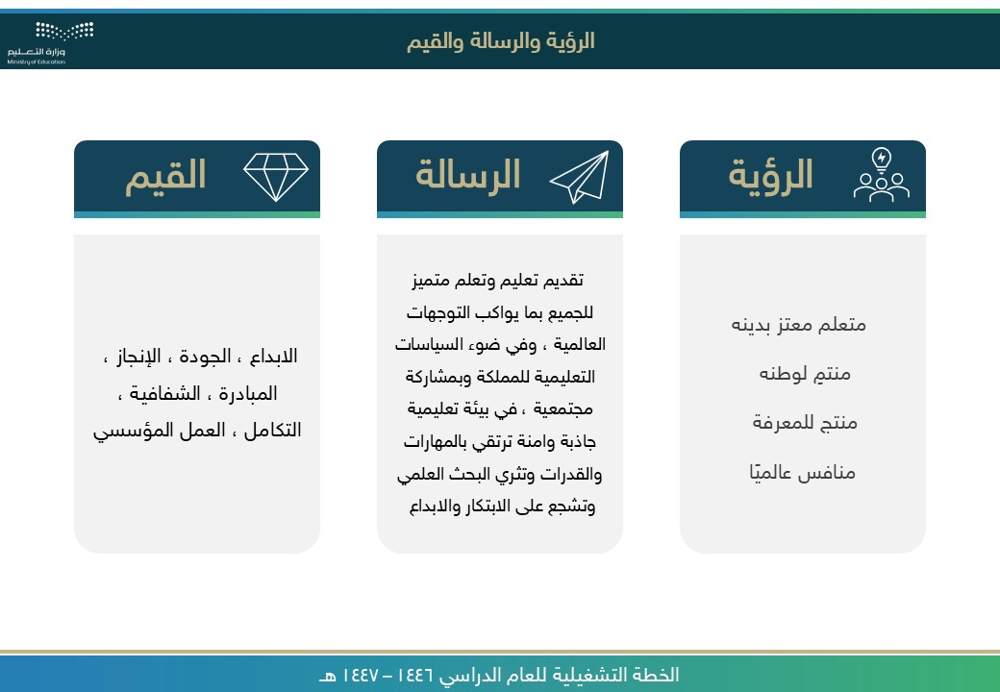 الرؤية والرسالة والقيم
وزارة التعـــليم
Ministry of Education
الرؤية
متعلم معتز بدينه
منتمٍ لوطنه
منتج للمعرفة
منافس عالميًا
الرسالة
تقديم تعليم وتعلم متميز
للجميع بما يواكب التوجهات
العالمية ، وفي ضوء السياسات
التعليمية للمملكة وبمشاركة
مجتمعية ، في بيئة تعليمية
جاذبة وامنة ترتقي بالمهارات
والقدرات وتثري البحث العلمي
وتشجع على الابتكار والابداع
القيم
الابداع ، الجودة ، الإنجاز ،
المبادرة ، الشفافية ،
التكامل ، العمل المؤسسي
الخطة التشغيلية للعام الدراسي ١٤٤٦ – ١٤٤٧ هـ